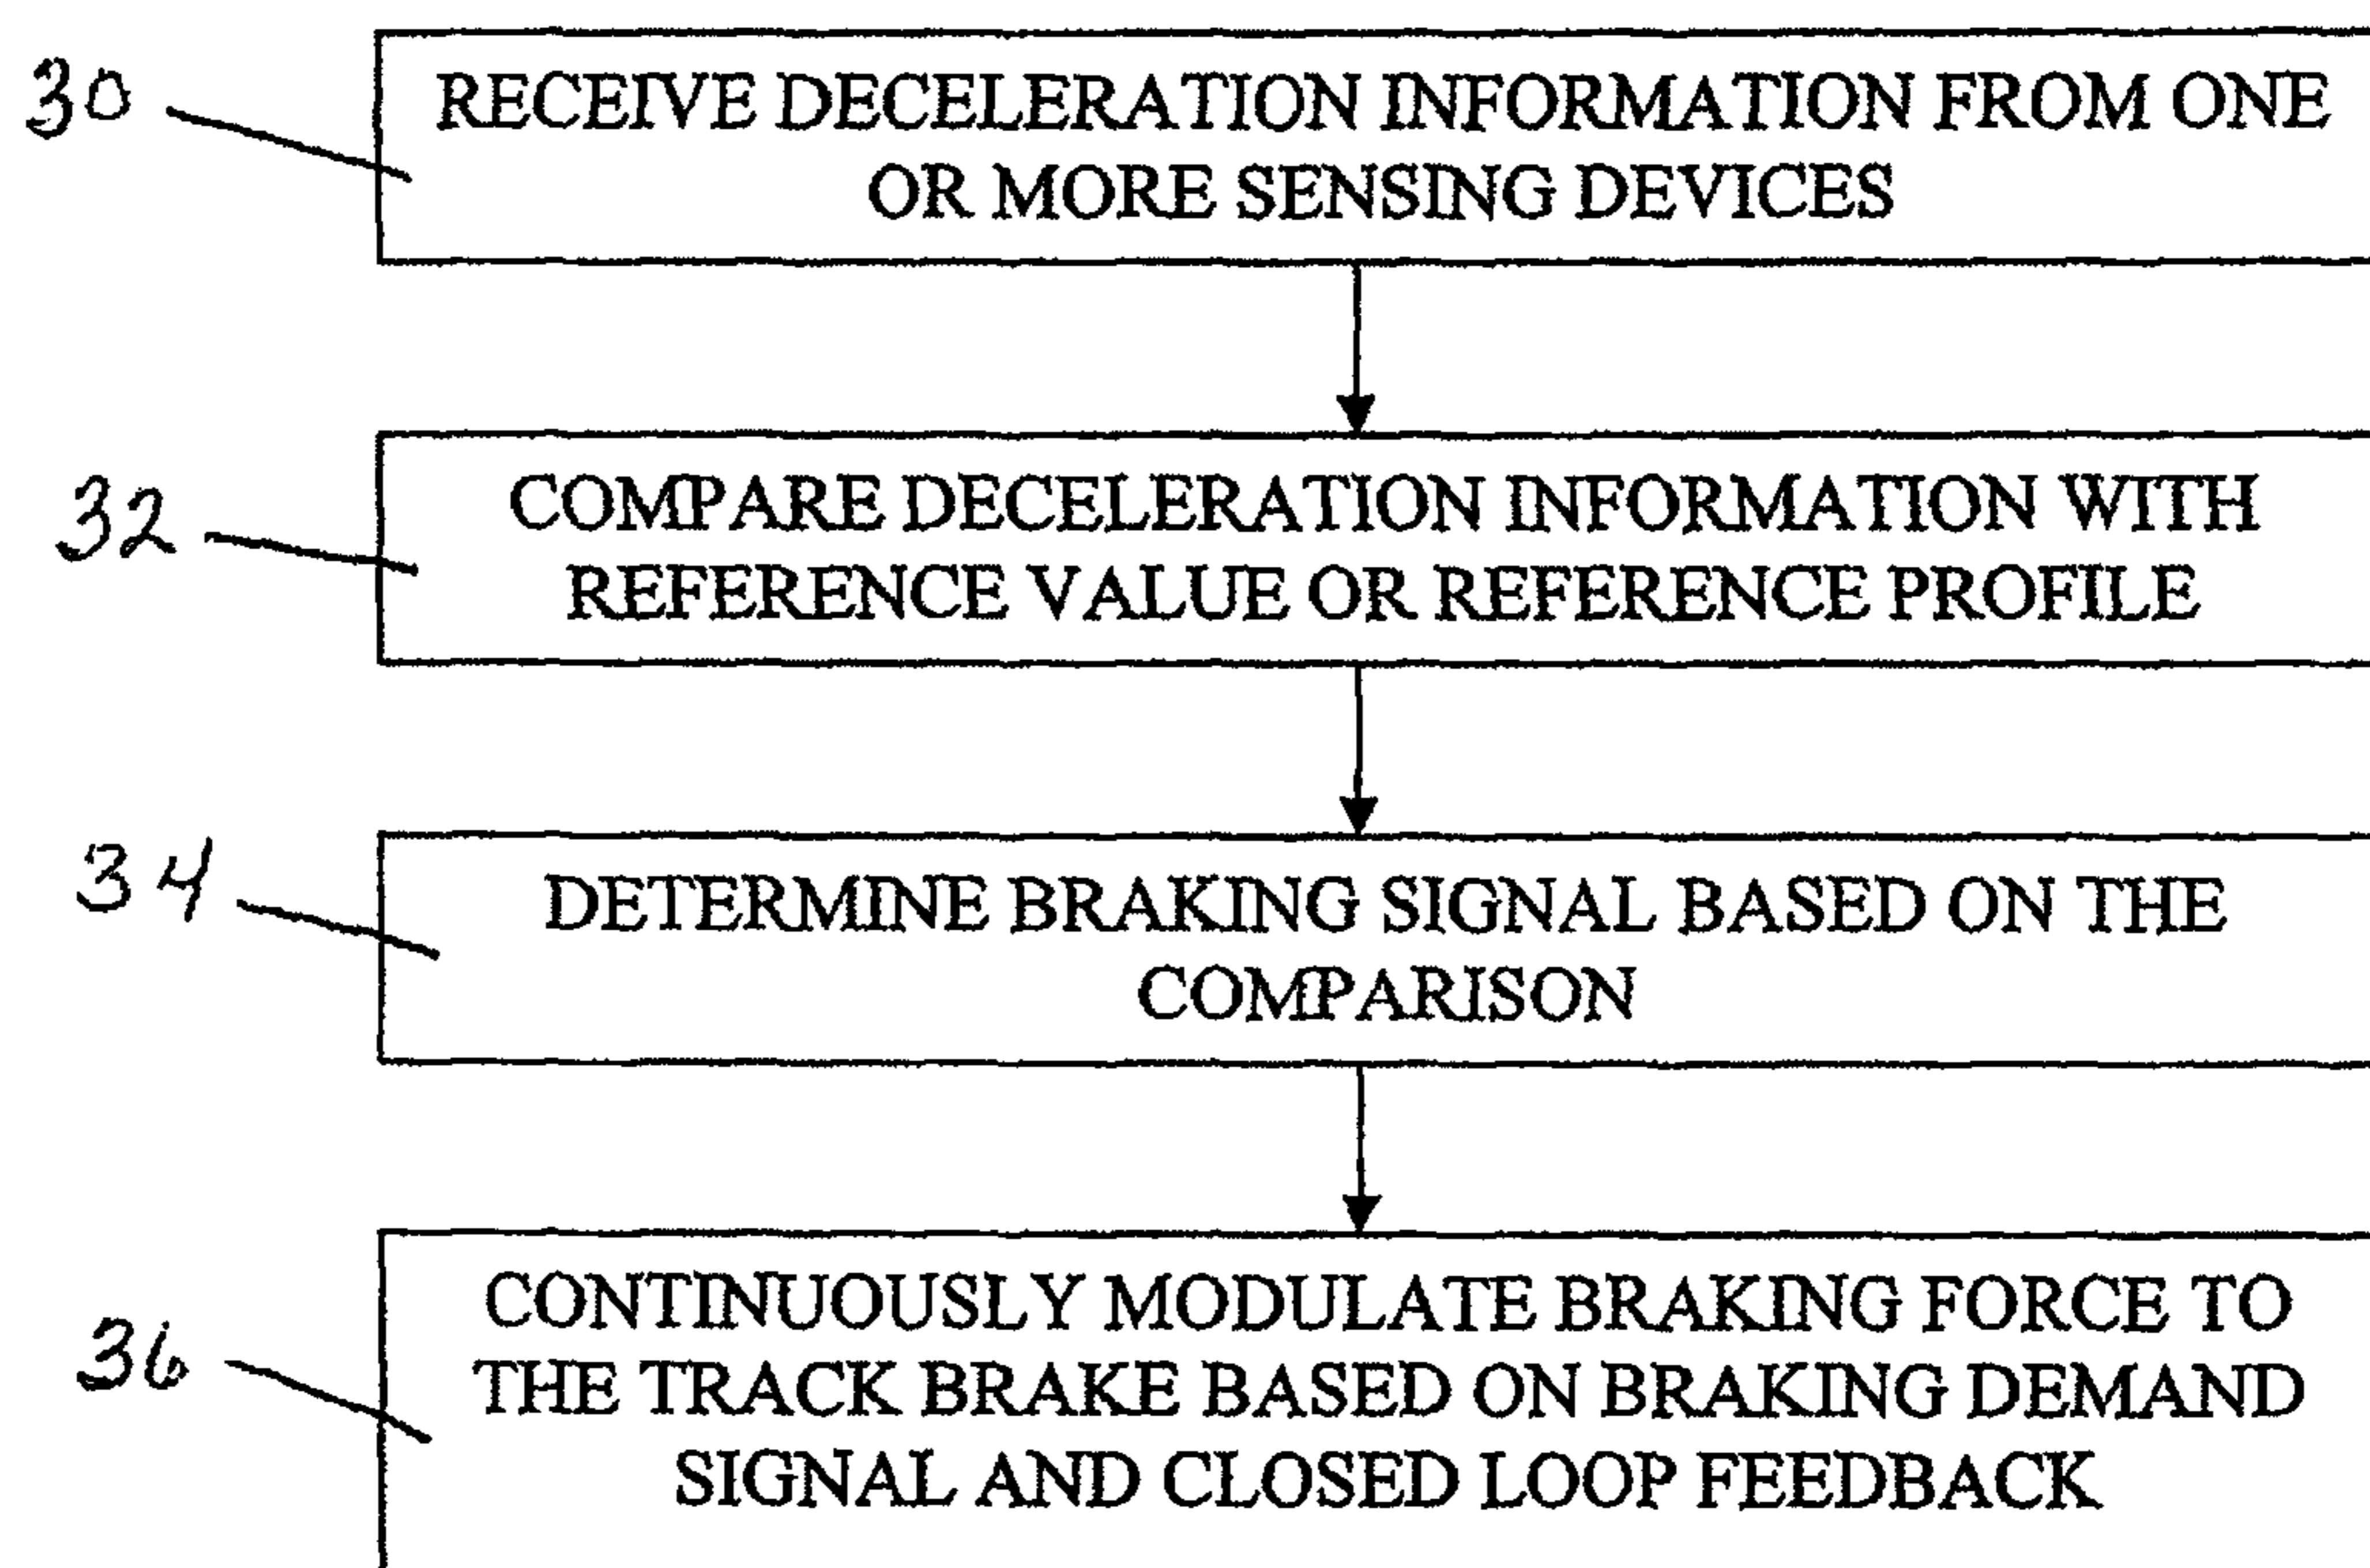 30
RECEIVE DECELERATION INFORMATION FROM ONE
OR MORE SENSING DEVICES
32
COMPARE DECELERATION INFORMATION WITH
REFERENCE VALUE OR REFERENCE PROFILE
34
DETERMINE BRAKING SIGNAL BASED ON THE
COMPARISON
36
CONTINUOUSLY MODULATE BRAKING FORCE TO
THE TRACK BRAKE BASED ON BRAKING DEMAND
SIGNAL AND CLOSED LOOP FEEDBACK